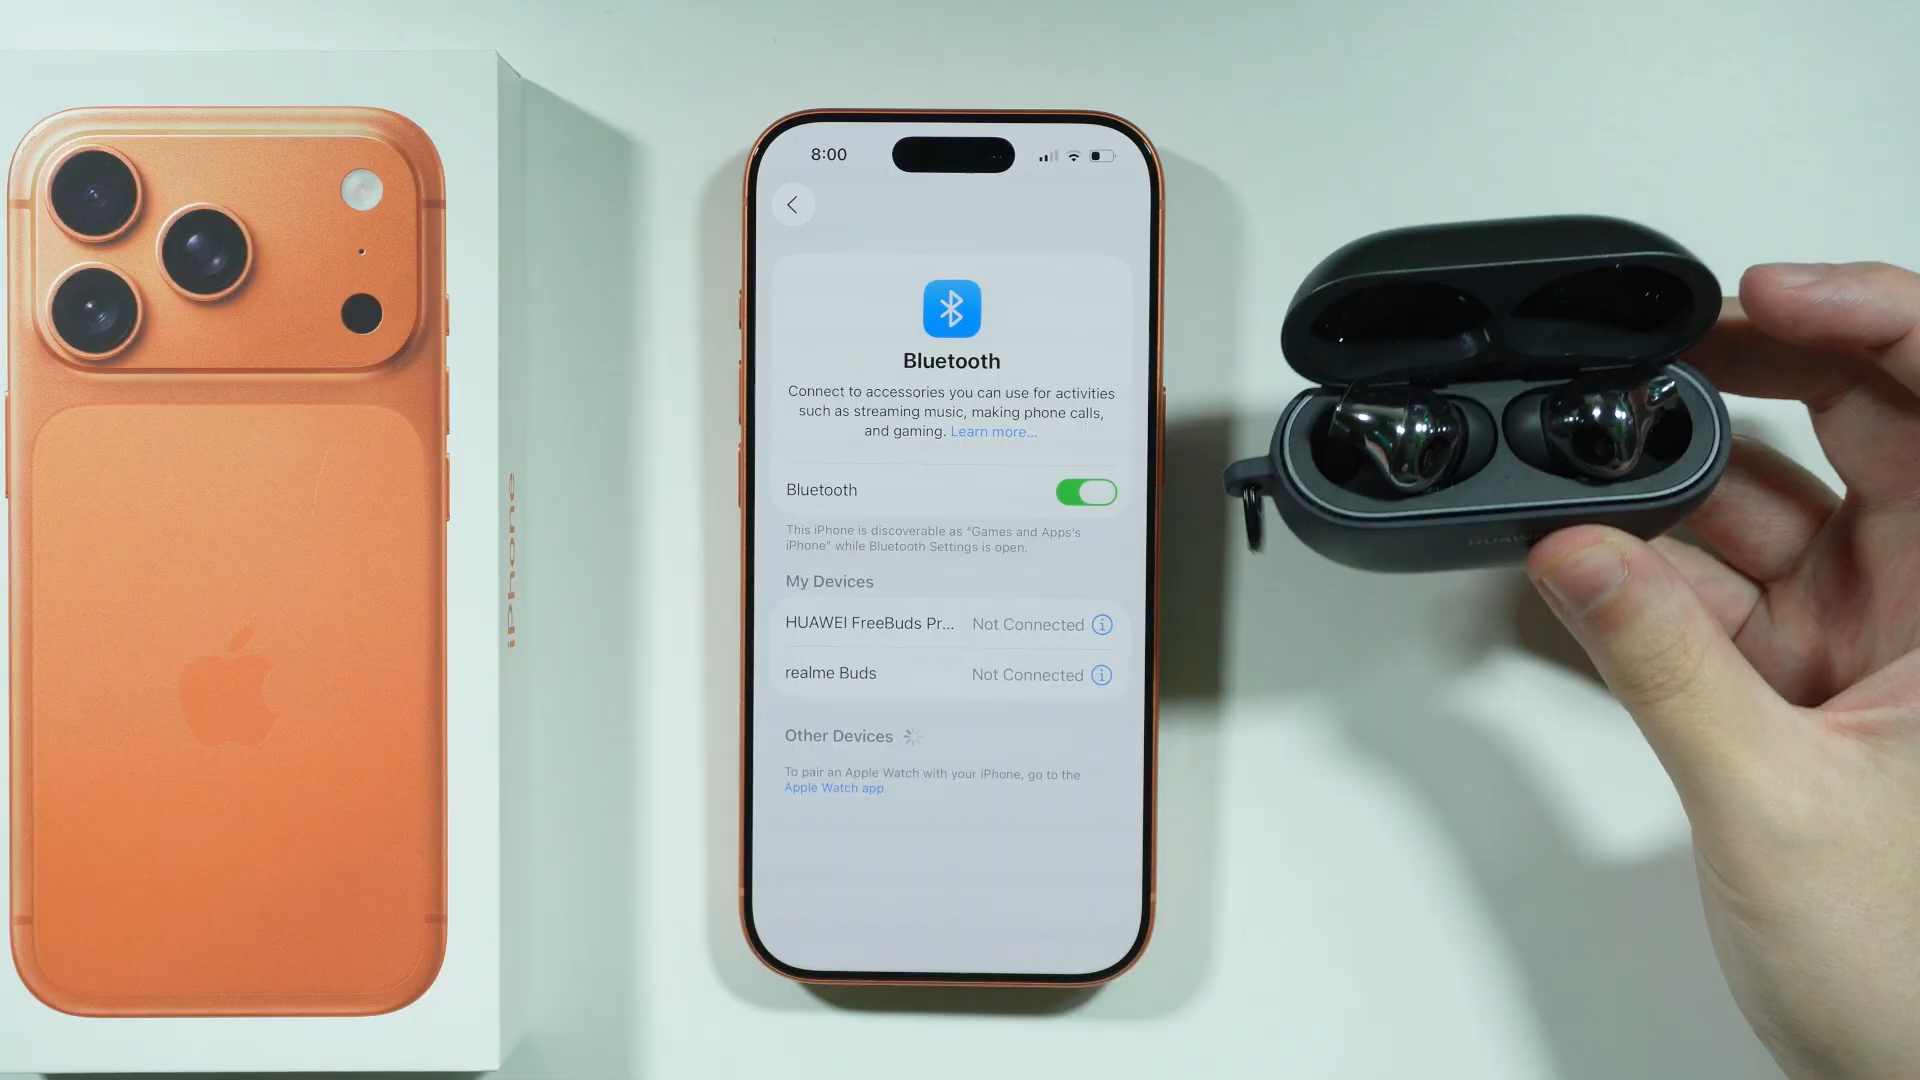 iPhone
8:00
Bluetooth
Connect to accessories you can use for activities
such as streaming music, making phone calls,
and gaming. Learn more...
Bluetooth
This iPhone is discoverable as “Games and Apps's
iPhone” while Bluetooth Settings is open.
My Devices
HUAWEI FreeBuds Pr... Not Connected
realme Buds Not Connected
Other Devices
To pair an Apple Watch with your iPhone, go to the
Apple Watch app.